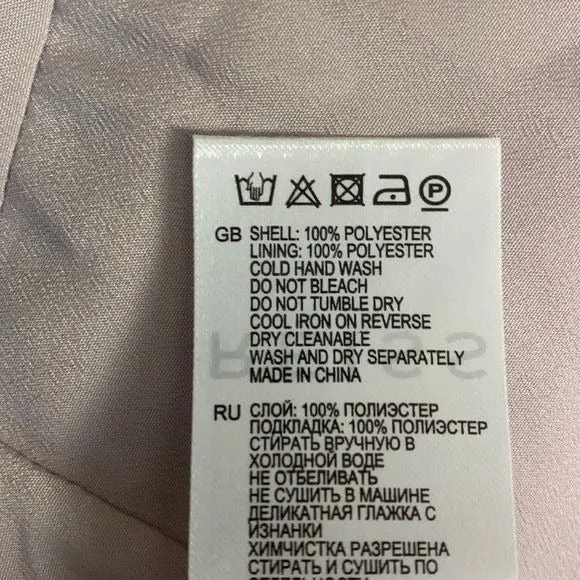 P
GB SHELL: 100% POLYESTER
LINING: 100% POLYESTER
COLD HAND WASH
DO NOT BLEACH
DO NOT TUMBLE DRY
COOL IRON ON REVERSE
DRY CLEANABLE
WASH AND DRY SEPARATELY
MADE IN CHINA
RU СЛОЙ: 100% ПОЛИЭСТЕР
ПОДКЛАДКА: 100% ПОЛИЭСТЕР
СТИРАТЬ ВРУЧНУЮ В
ХОЛОДНОЙ ВОДЕ
НЕ ОТБЕЛИВАТЬ
НЕ СУШИТЬ В МАШИНЕ
ДЕЛИКАТНАЯ ГЛАЖКА С
ИЗНАНКИ
ХИМЧИСТКА РАЗРЕШЕНА
СТИРАТЬ И СУШИТЬ ПО